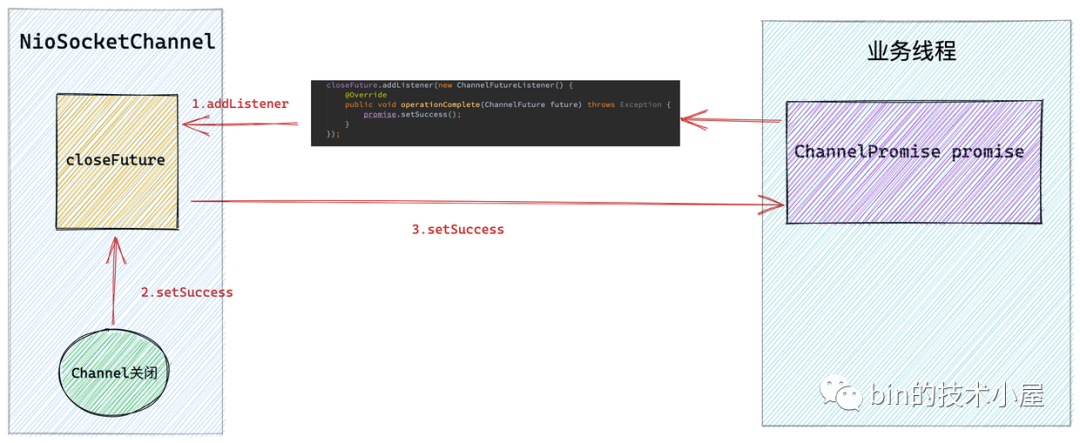 NioSocketChannel
业务线程
closeFuture.addListener(new ChannelFutureListener() {
@Override
public void operationComplete(ChannelFuture future) throws Exception {
promise.setSuccess();
}
});
1.addListener
closeFuture
ChannelPromise promise
3.setSuccess
2.setSuccess
Channel关闭
bin的技术小屋